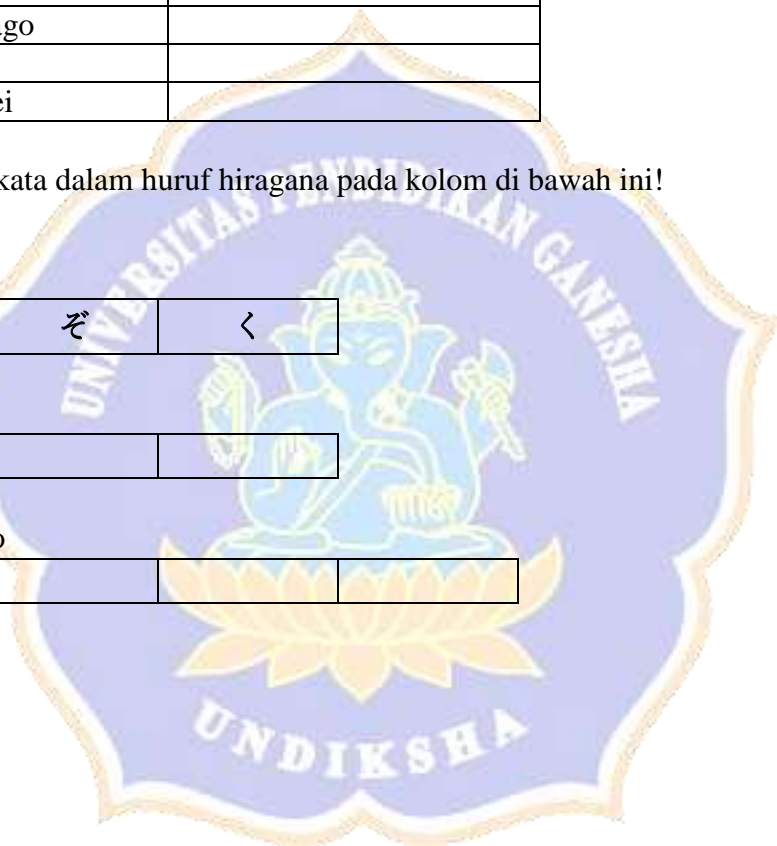 go
ei
kata dalam huruf hiragana pada kolom di bawah ini!
UNIVERSITAS PENDIDIKAN GANESHA
ぞ く
UNDIKSHA